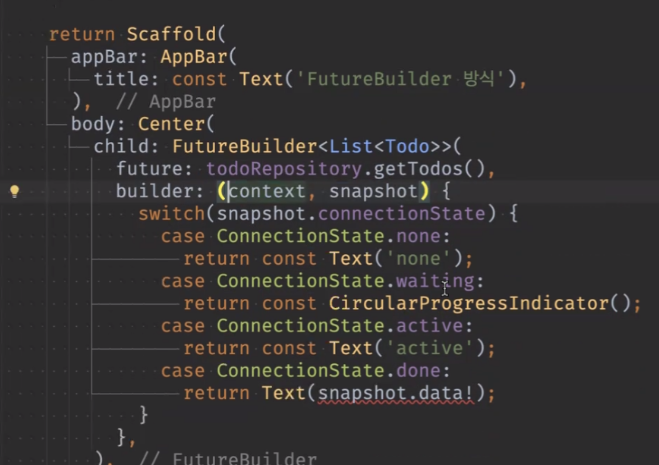 return Scaffold(
appBar: AppBar(
title: const Text('FutureBuilder 방식'),
), // AppBar
body: Center(
child: FutureBuilder<List<Todo>>(
future: todoRepository.getTodos(),
builder: (context, snapshot) {
switch(snapshot.connectionState) {
case ConnectionState.none:
return const Text('none');
case ConnectionState.waiting:
return const CircularProgressIndicator();
case ConnectionState.active:
return const Text('active');
case ConnectionState.done:
return Text(snapshot.data!);
}
},
), // FutureBuilder